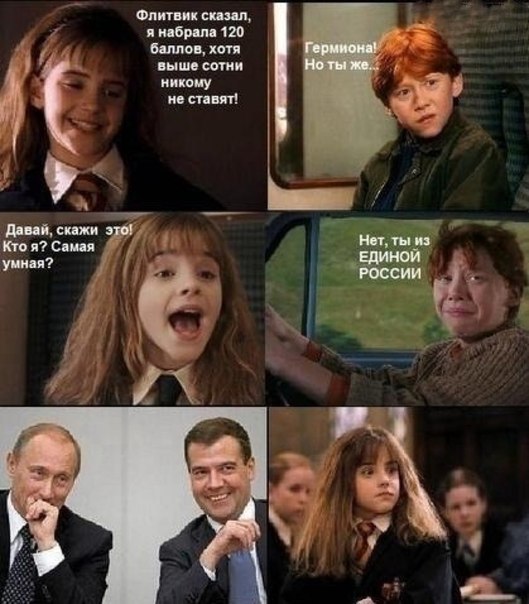 Флитвик сказал,
я набрала 120
баллов, хотя
выше сотни
никому
не ставят!
Гермиона!
Но ты же..
Давай, скажи это!
Кто я? Самая
умная?
Нет, ты из
ЕДИНОЙ
РОССИИ